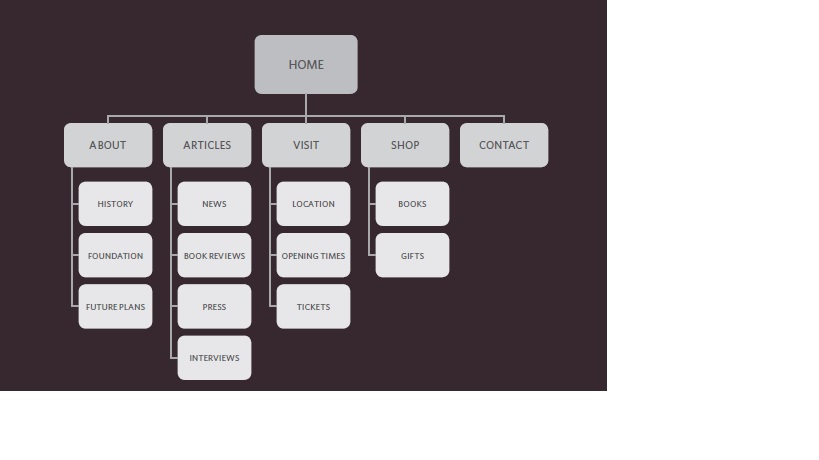 HOME
ABOUT
ARTICLES
VISIT
SHOP
CONTACT
HISTORY
NEWS
LOCATION
BOOKS
FOUNDATION
BOOK REVIEWS
OPENING TIMES
GIFTS
FUTURE PLANS
PRESS
TICKETS
INTERVIEWS